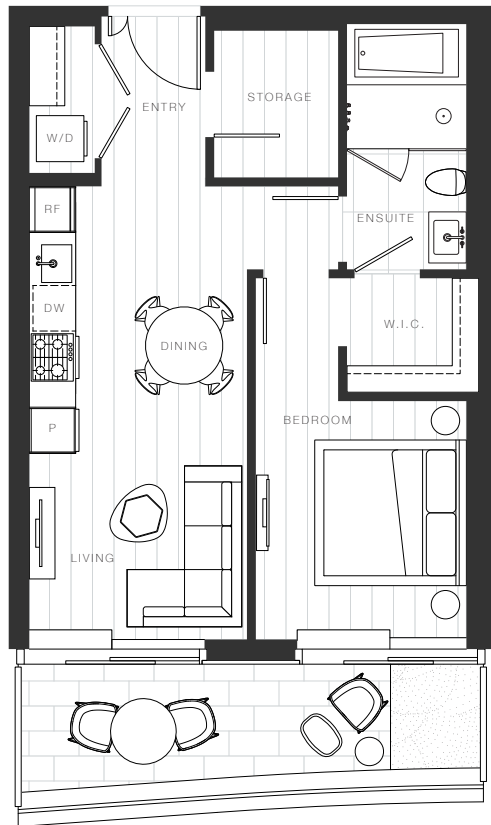 ENTRY
STORAGE
W/D
RF
ENSUITE
DW
W.I.C.
DINING
P
BEDROOM
LIVING